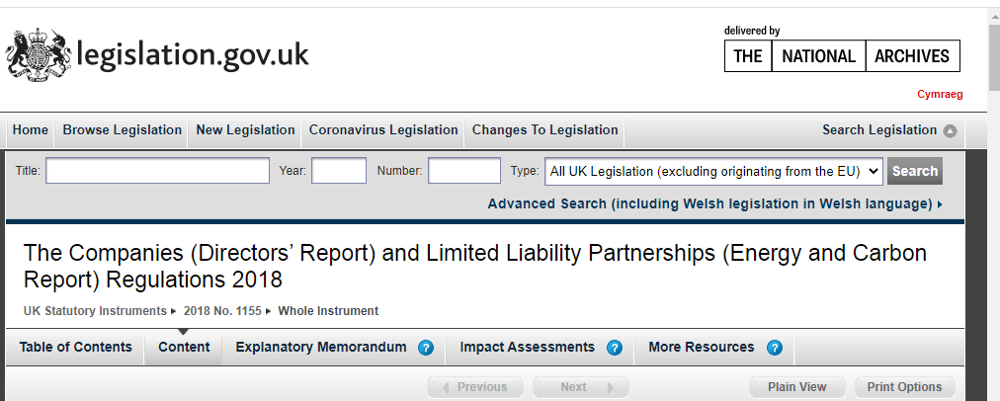 delivered by
legislation.gov.uk
THE NATIONAL ARCHIVES
Cymraeg
Home Browse Legislation New Legislation Coronavirus Legislation Changes To Legislation Search Legislation
Title: Year: Number: Type: All UK Legislation (excluding originating from the EU) Search
Advanced Search (including Welsh legislation in Welsh language)
The Companies (Directors’ Report) and Limited Liability Partnerships (Energy and Carbon
Report) Regulations 2018
UK Statutory Instruments 2018 No. 1155 Whole Instrument
Table of Contents Content Explanatory Memorandum ? Impact Assessments ? More Resources ?
Previous Next Plain View Print Options